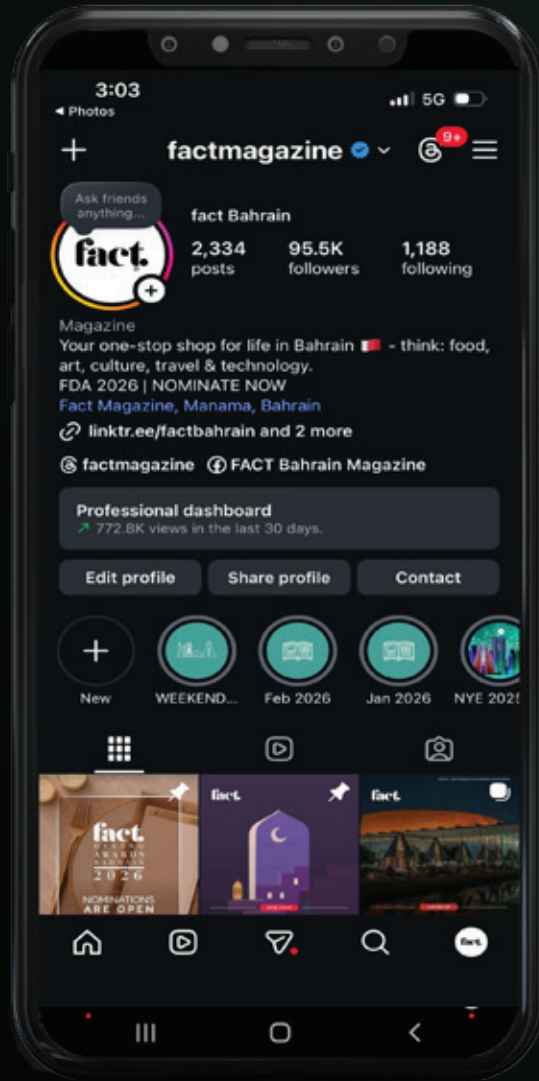 3:03
5G
Photos
factmagazine
9+
Ask friends
anything...
fact.
fact Bahrain
2,334
posts
95.5K
followers
1,188
following
Magazine
Your one-stop shop for life in Bahrain 🇧🇭 - think: food,
art, culture, travel & technology.
FDA 2026 | NOMINATE NOW
Fact Magazine, Manama, Bahrain
linktr.ee/factbahrain and 2 more
factmagazine FACT Bahrain Magazine
Professional dashboard
772.8K views in the last 30 days.
Edit profile
Share profile
Contact
New
WEEKEND...
Feb 2026
Jan 2026
NYE 2025
fact.
DINING
AWARDS
BAHRAIN
2026
NOMINATIONS
ARE OPEN
fact.
fact.
fact.